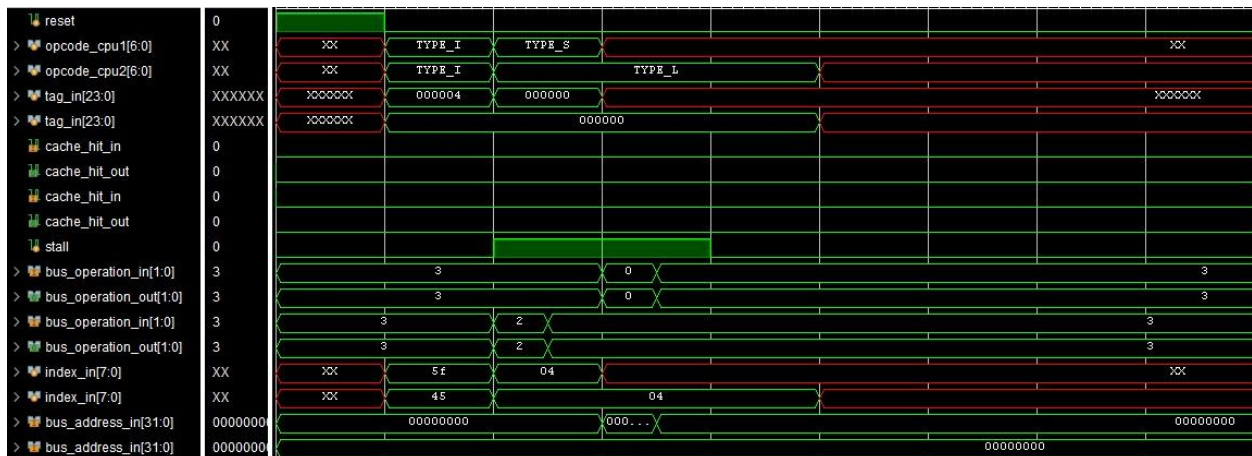 reset 0
opcode_cpu1[6:0] XX XX TYPE_I TYPE_S XX
opcode_cpu2[6:0] XX XX TYPE_I TYPE_L
tag_in[23:0] XXXXXX XXXXXX 000004 000000 XXXXXX
tag_in[23:0] XXXXXX XXXXXX 000000
cache_hit_in 0
cache_hit_out 0
cache_hit_in 0
cache_hit_out 0
stall 0
bus_operation_in[1:0] 3 3 0 3
bus_operation_out[1:0] 3 3 0 3
bus_operation_in[1:0] 3 3 2 3
bus_operation_out[1:0] 3 3 2 3
index_in[7:0] XX XX 5f 04 XX
index_in[7:0] XX XX 45 04
bus_address_in[31:0] 00000000 00000000 000... 00000000
bus_address_in[31:0] 00000000 00000000